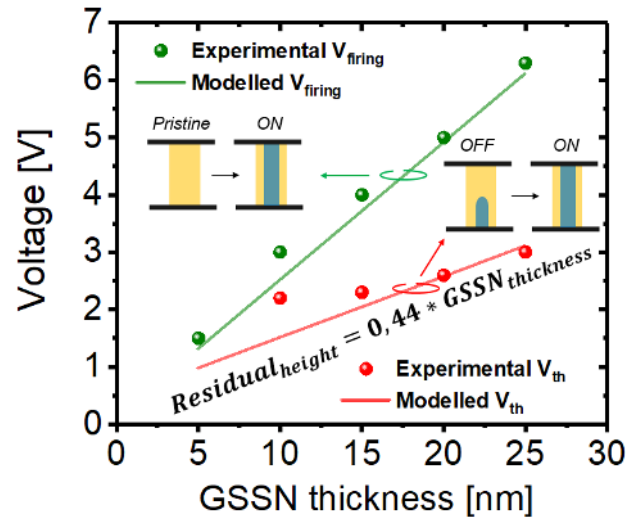 7
6
5
4
3
2
1
0
Voltage [V]
Experimental V_firing
Modelled V_firing
Pristine
ON
OFF
ON
Residual_height = 0,44 * GSSN_thickness
Experimental V_th
Modelled V_th
0 5 10 15 20 25 30
GSSN thickness [nm]